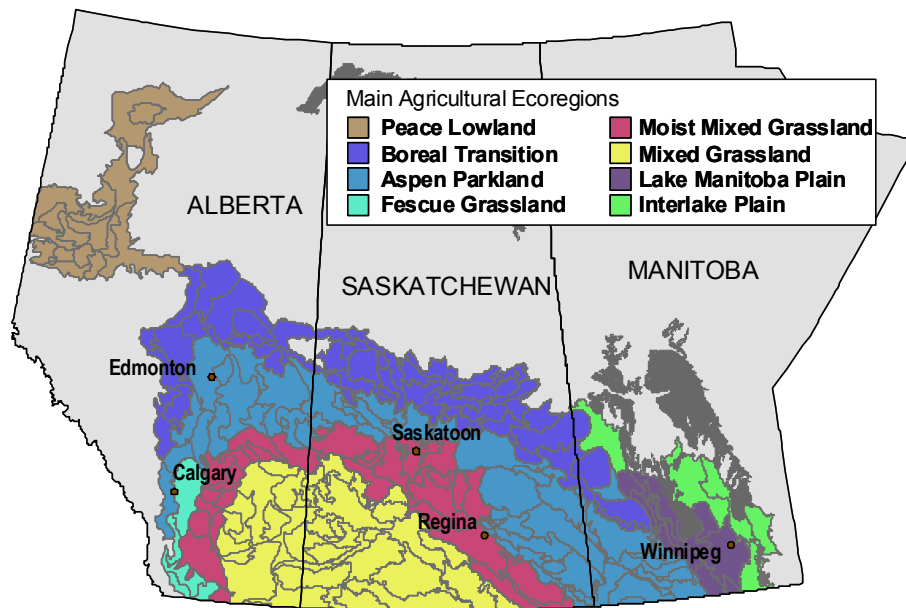 Main Agricultural Ecoregions
Peace Lowland
Boreal Transition
Aspen Parkland
Fescue Grassland
Moist Mixed Grassland
Mixed Grassland
Lake Manitoba Plain
Interlake Plain
ALBERTA
SASKATCHEWAN
MANITOBA
Edmonton
Saskatoon
Calgary
Regina
Winnipeg